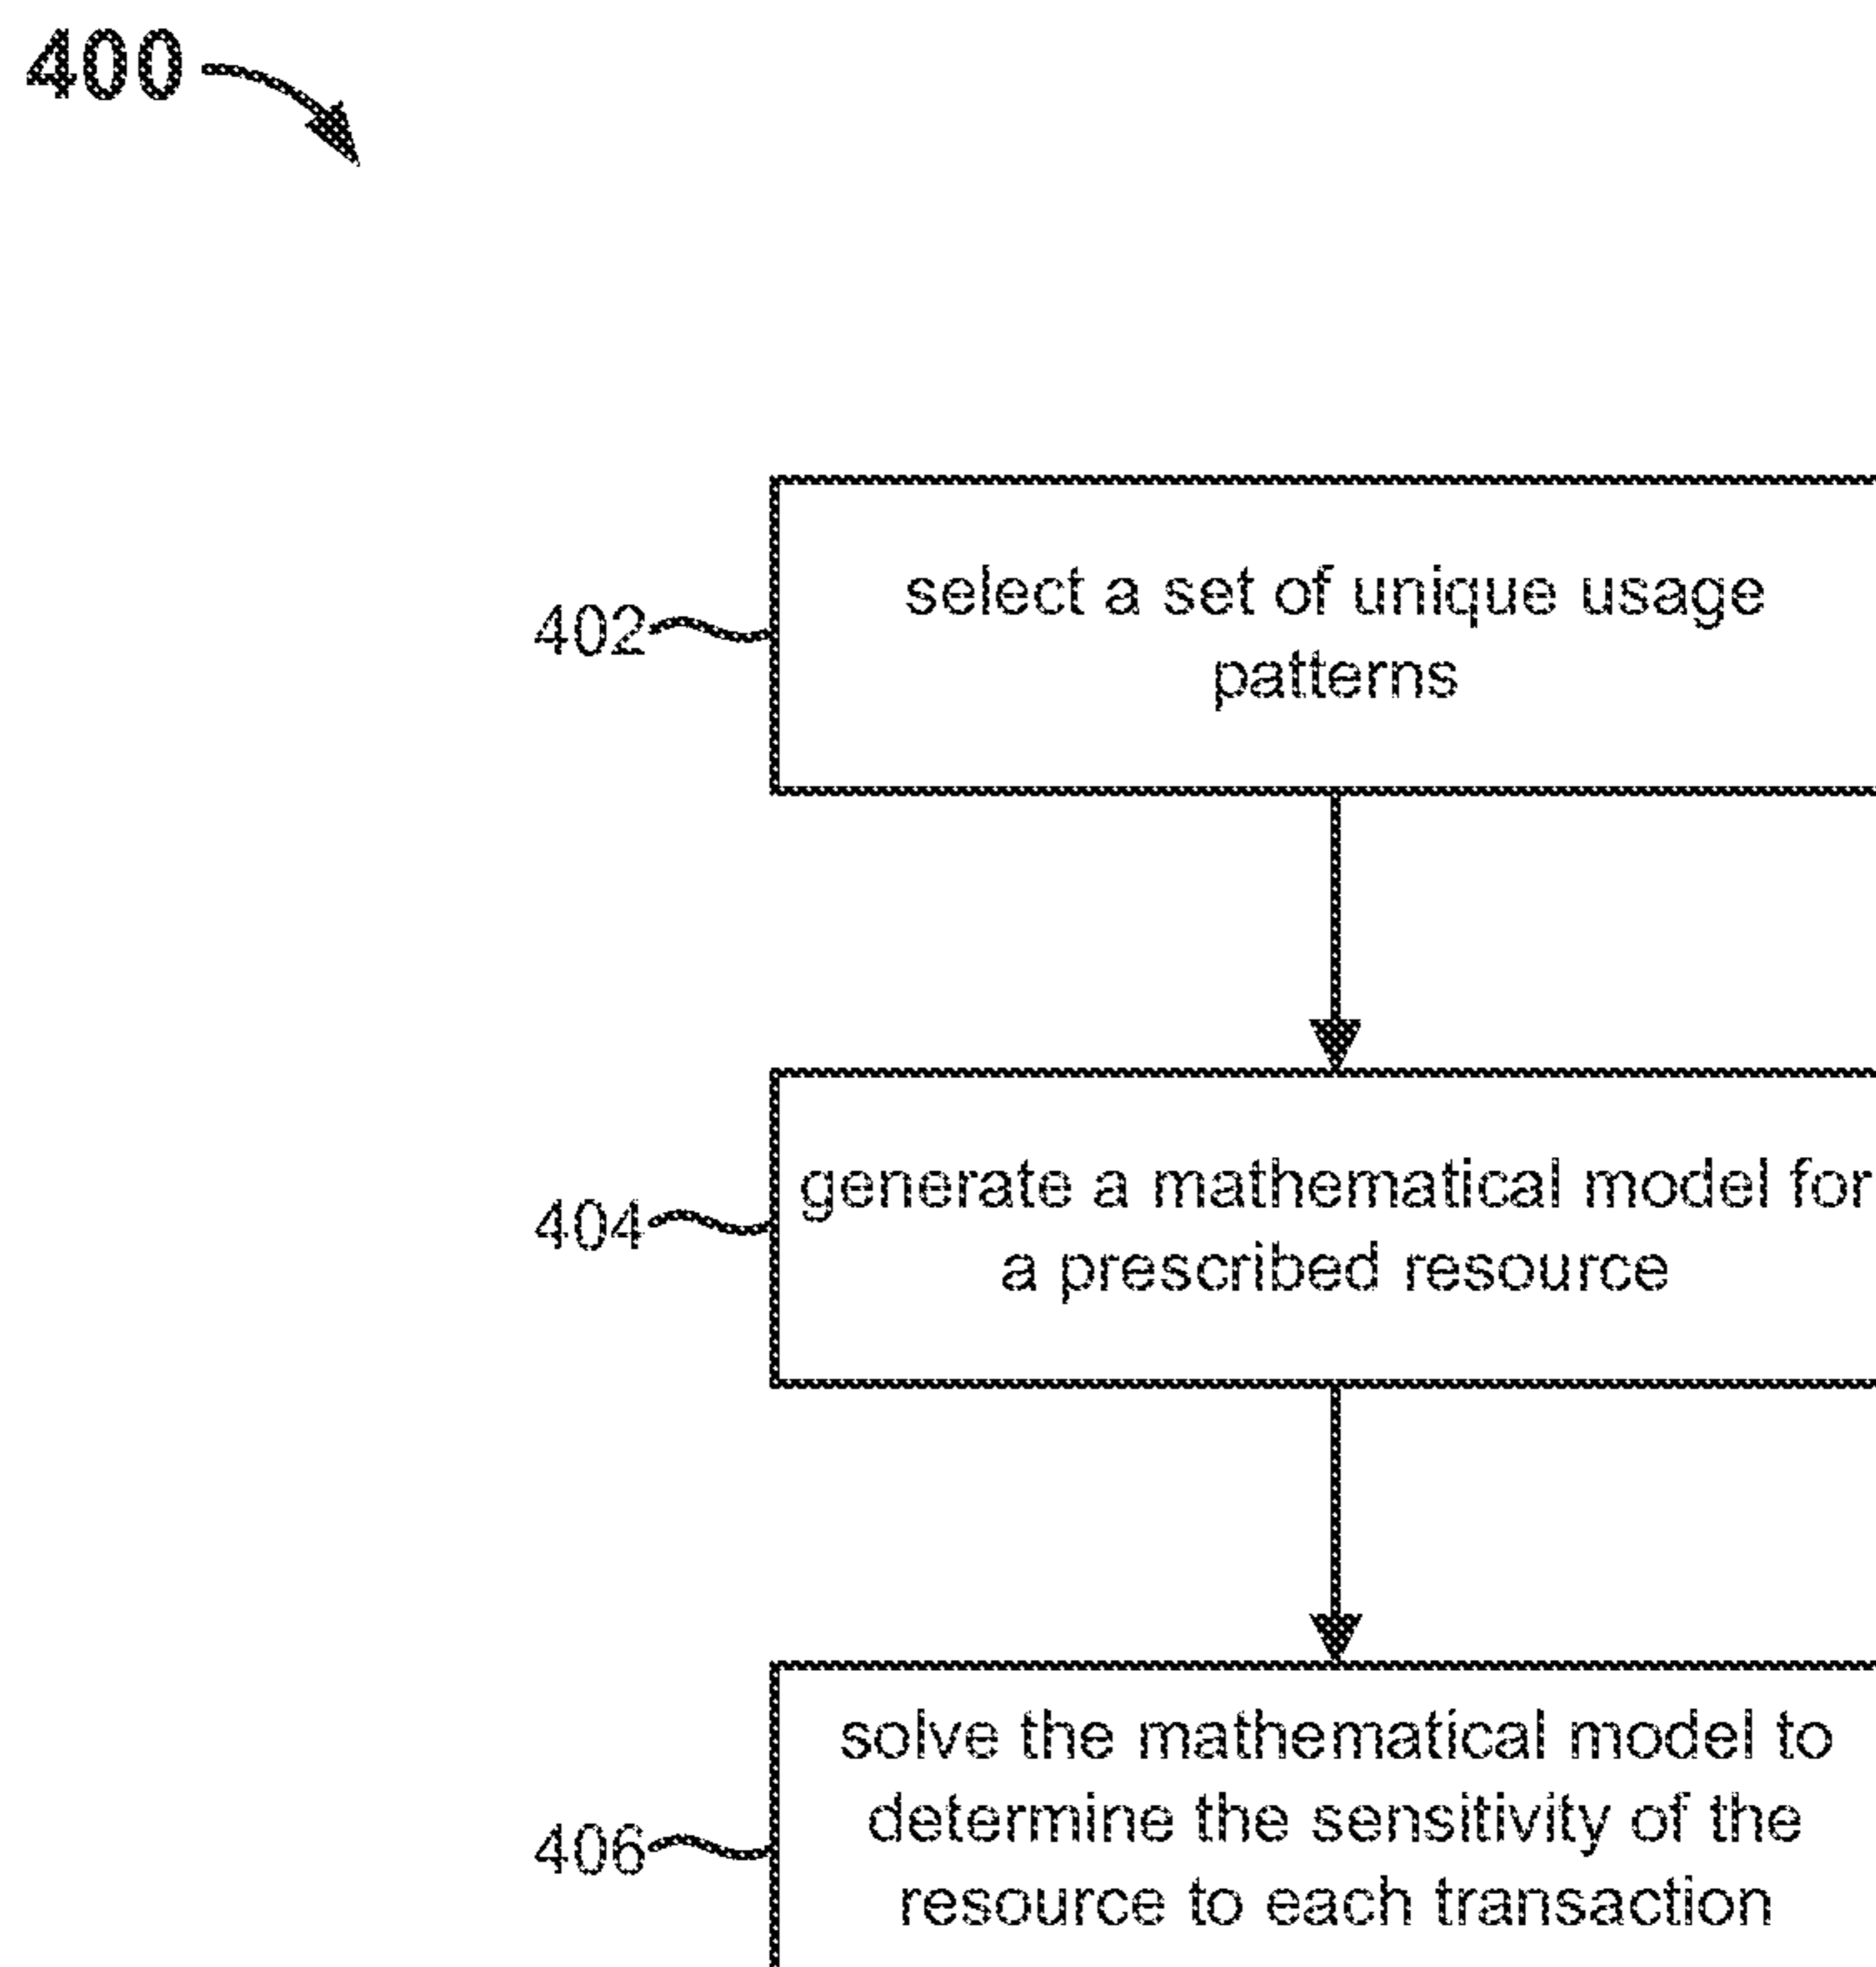 400
402
select a set of unique usage
patterns
404
generate a mathematical model for
a prescribed resource
406
solve the mathematical model to
determine the sensitivity of the
resource to each transaction